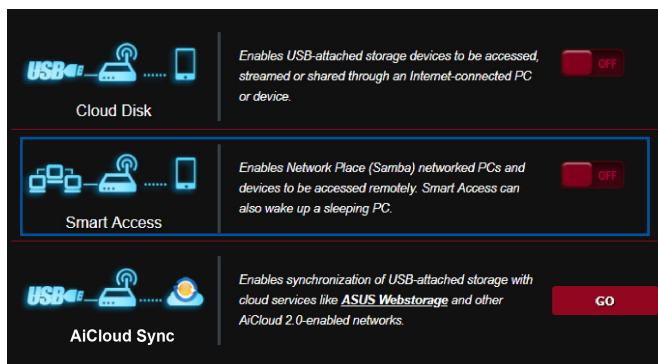 USB
Cloud Disk
Enables USB-attached storage devices to be accessed,
streamed or shared through an Internet-connected PC
or device.
OFF
Smart Access
Enables Network Place (Samba) networked PCs and
devices to be accessed remotely. Smart Access can
also wake up a sleeping PC.
OFF
USB
AiCloud Sync
Enables synchronization of USB-attached storage with
cloud services like ASUS Webstorage and other
AiCloud 2.0-enabled networks.
GO